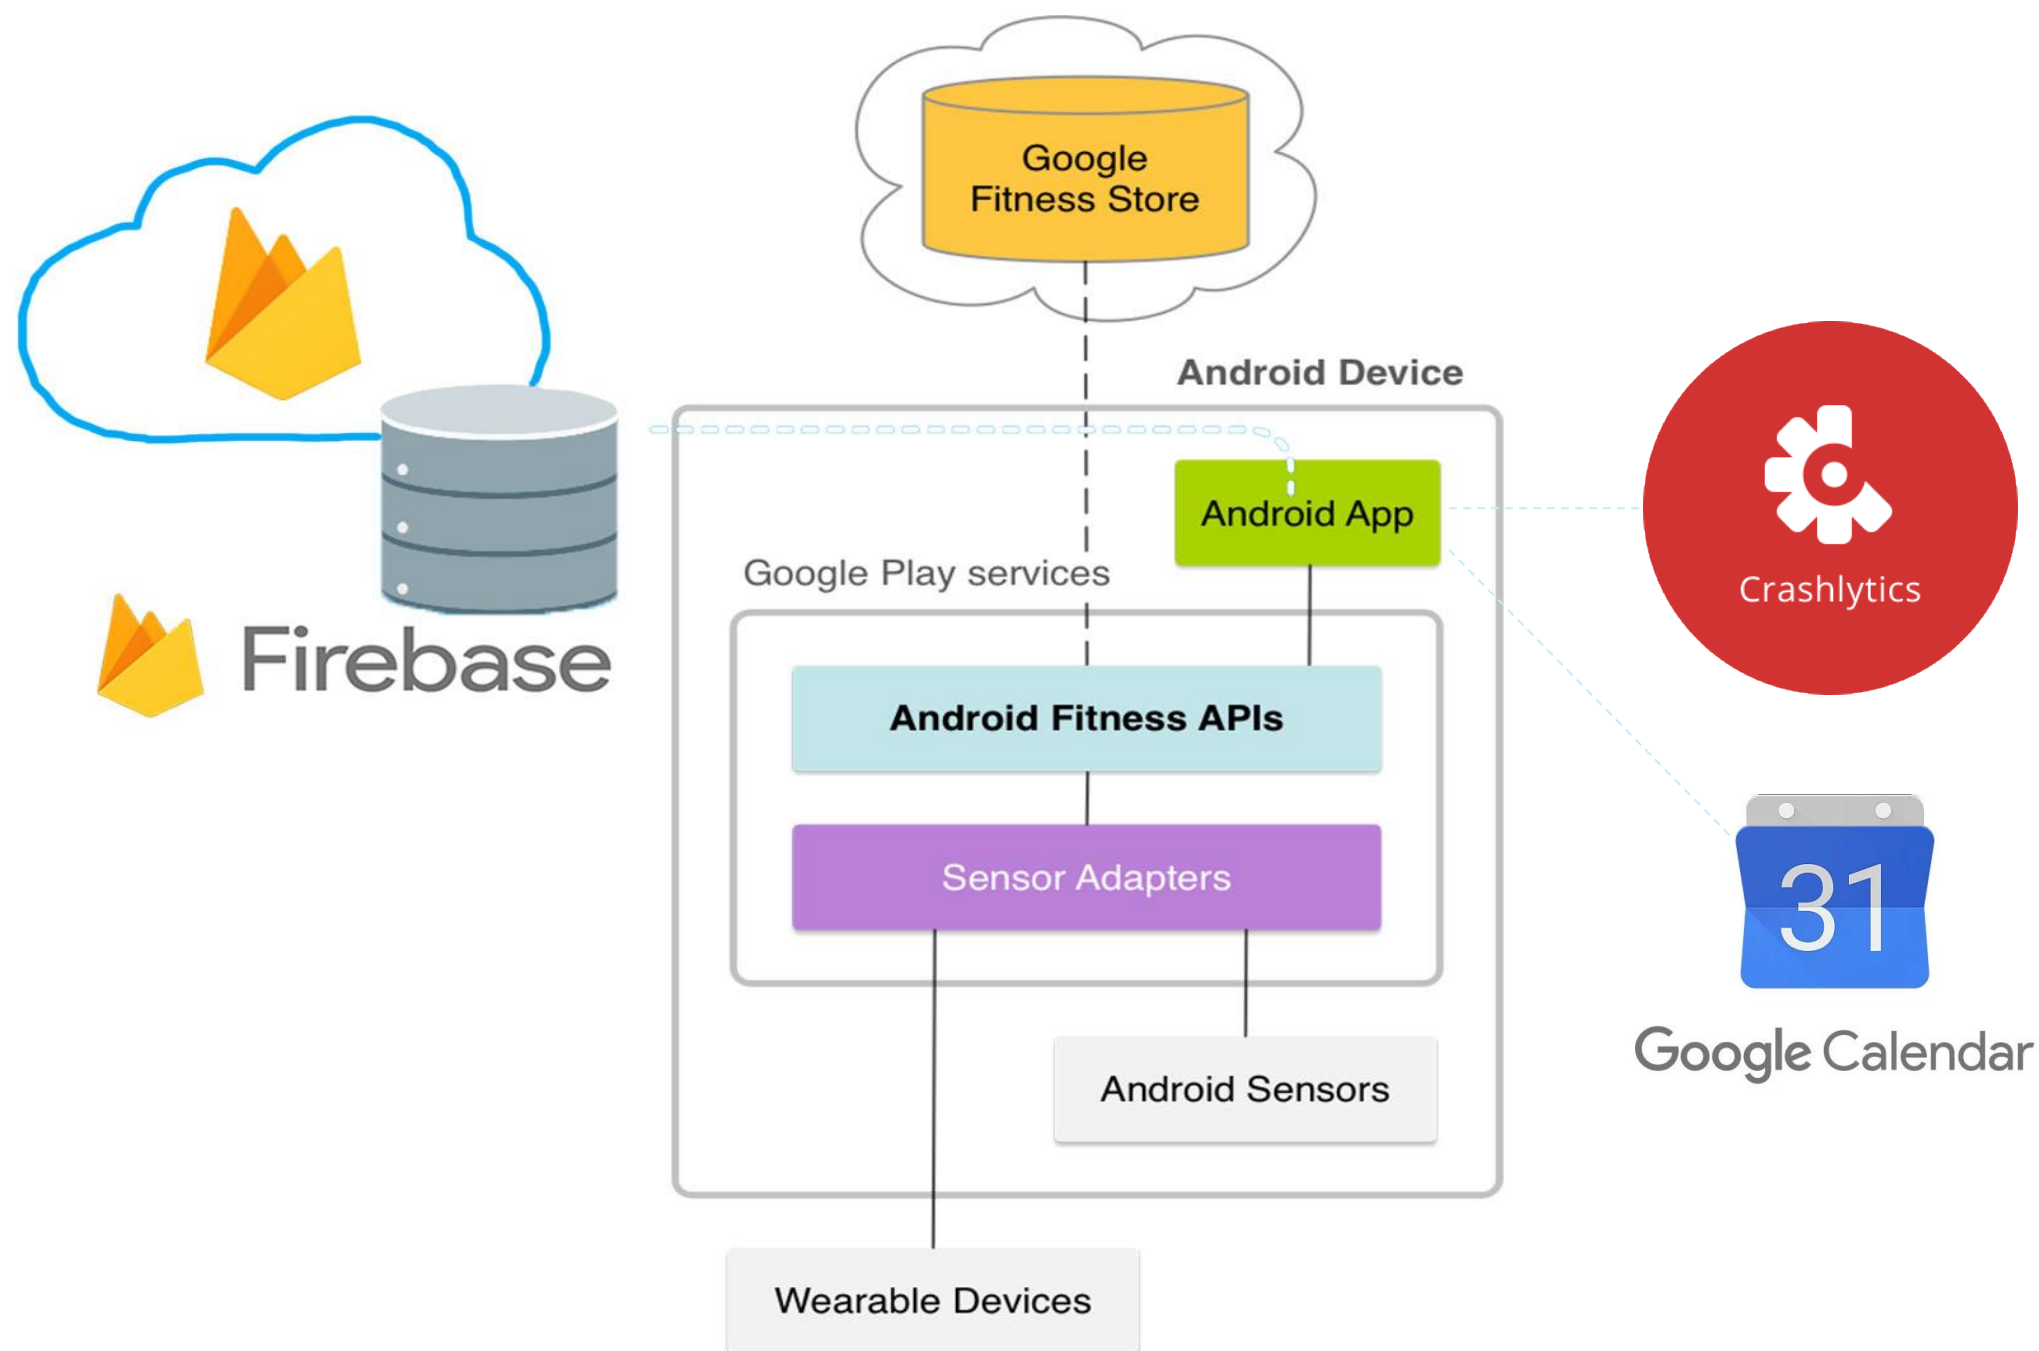 Google
Fitness Store
Android Device
Android App
Crashlytics
Google Play services
Firebase
Android Fitness APIs
Sensor Adapters
31
Google Calendar
Android Sensors
Wearable Devices